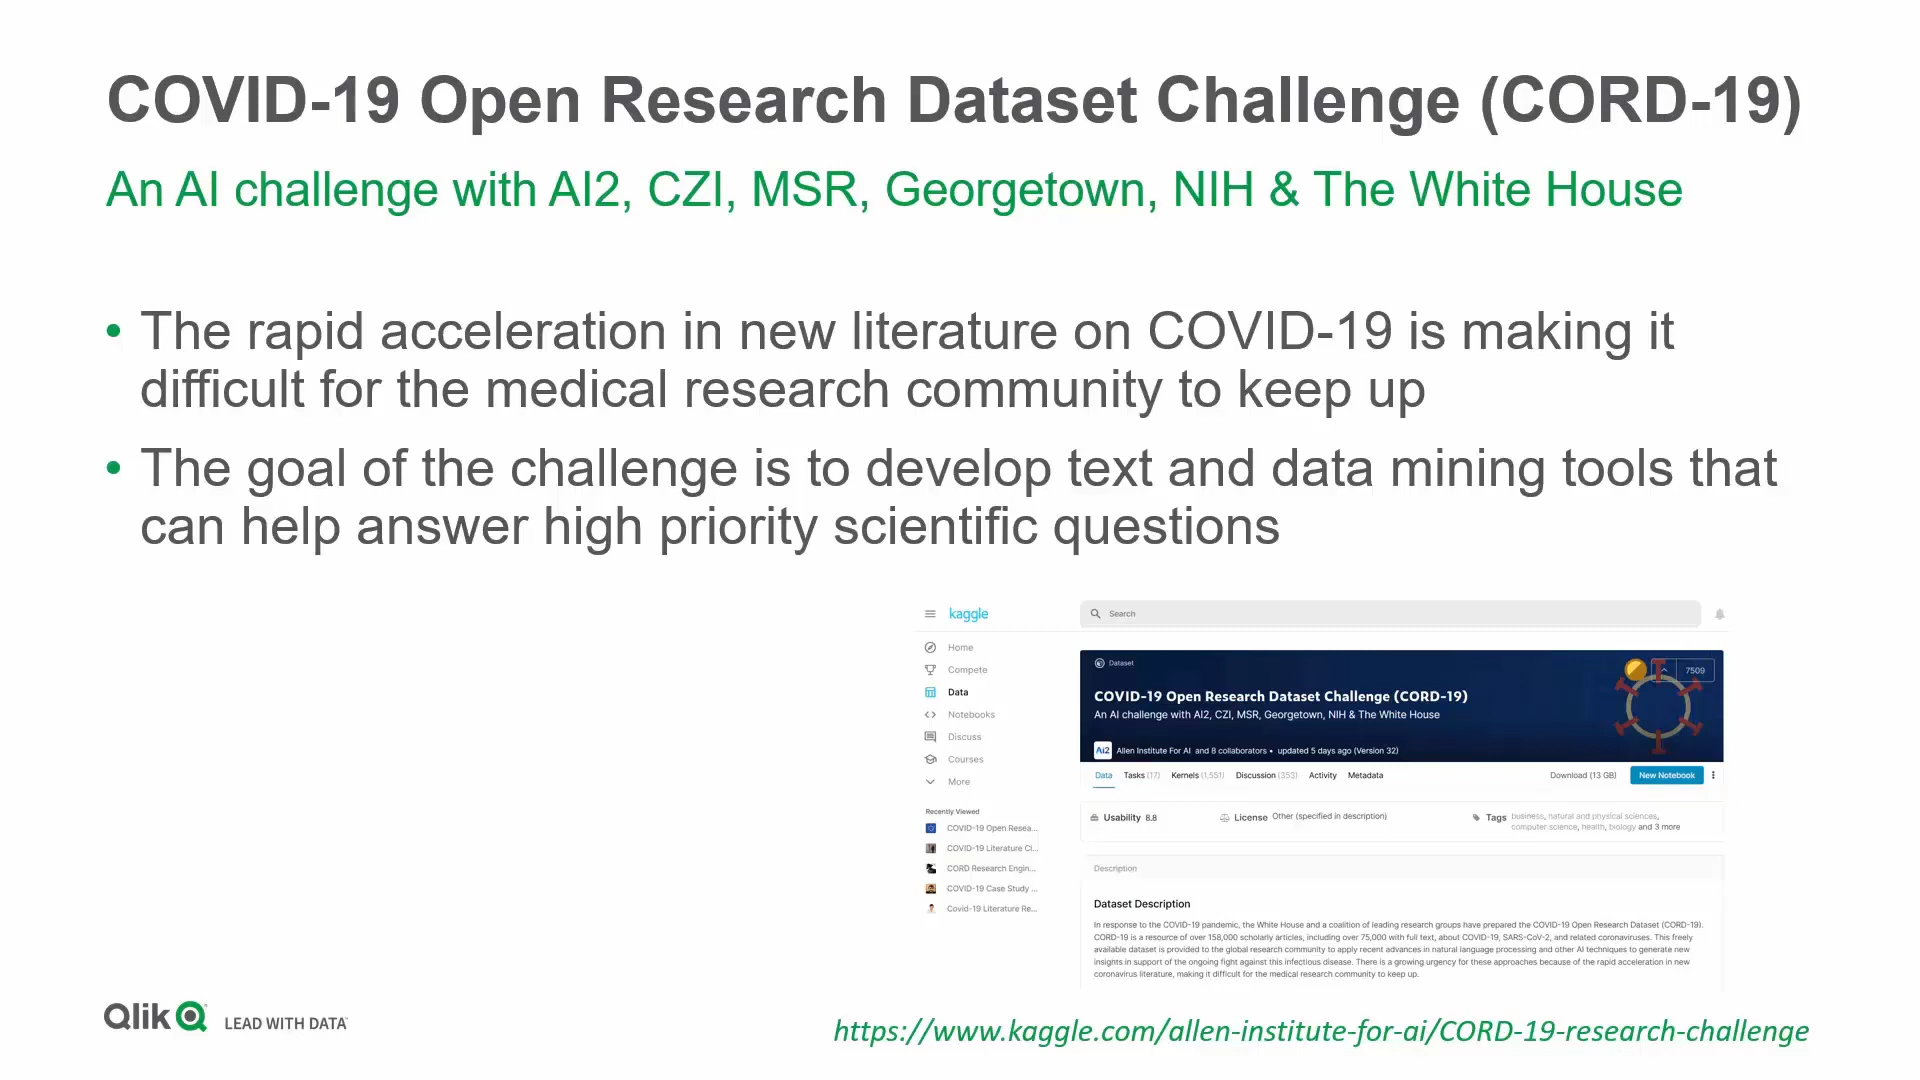 COVID-19 Open Research Dataset Challenge (CORD-19)
An AI challenge with AI2, CZI, MSR, Georgetown, NIH & The White House
• The rapid acceleration in new literature on COVID-19 is making it
difficult for the medical research community to keep up
• The goal of the challenge is to develop text and data mining tools that
can help answer high priority scientific questions
kaggle
Search
Home
Compete
Data
Notebooks
Discuss
Courses
More
Recently Viewed
COVID-19 Open Resea...
COVID-19 Literature Cl...
CORD Research Engin...
COVID-19 Case Study ...
Covid-19 Literature Re...
Dataset
7509
COVID-19 Open Research Dataset Challenge (CORD-19)
An AI challenge with AI2, CZI, MSR, Georgetown, NIH & The White House
Ai2 Allen Institute For AI and 8 collaborators • updated 5 days ago (Version 32)
Data Tasks (17) Kernels (1,551) Discussion (353) Activity Metadata Download (13 GB) New Notebook
Usability 8.8 License Other (specified in description) Tags business, natural and physical sciences,
computer science, health, biology and 3 more
Description
Dataset Description
In response to the COVID-19 pandemic, the White House and a coalition of leading research groups have prepared the COVID-19 Open Research Dataset (CORD-19).
CORD-19 is a resource of over 158,000 scholarly articles, including over 75,000 with full text, about COVID-19, SARS-CoV-2, and related coronaviruses. This freely
available dataset is provided to the global research community to apply recent advances in natural language processing and other AI techniques to generate new
insights in support of the ongoing fight against this infectious disease. There is a growing urgency for these approaches because of the rapid acceleration in new
coronavirus literature, making it difficult for the medical research community to keep up.
Qlik LEAD WITH DATA
https://www.kaggle.com/allen-institute-for-ai/CORD-19-research-challenge